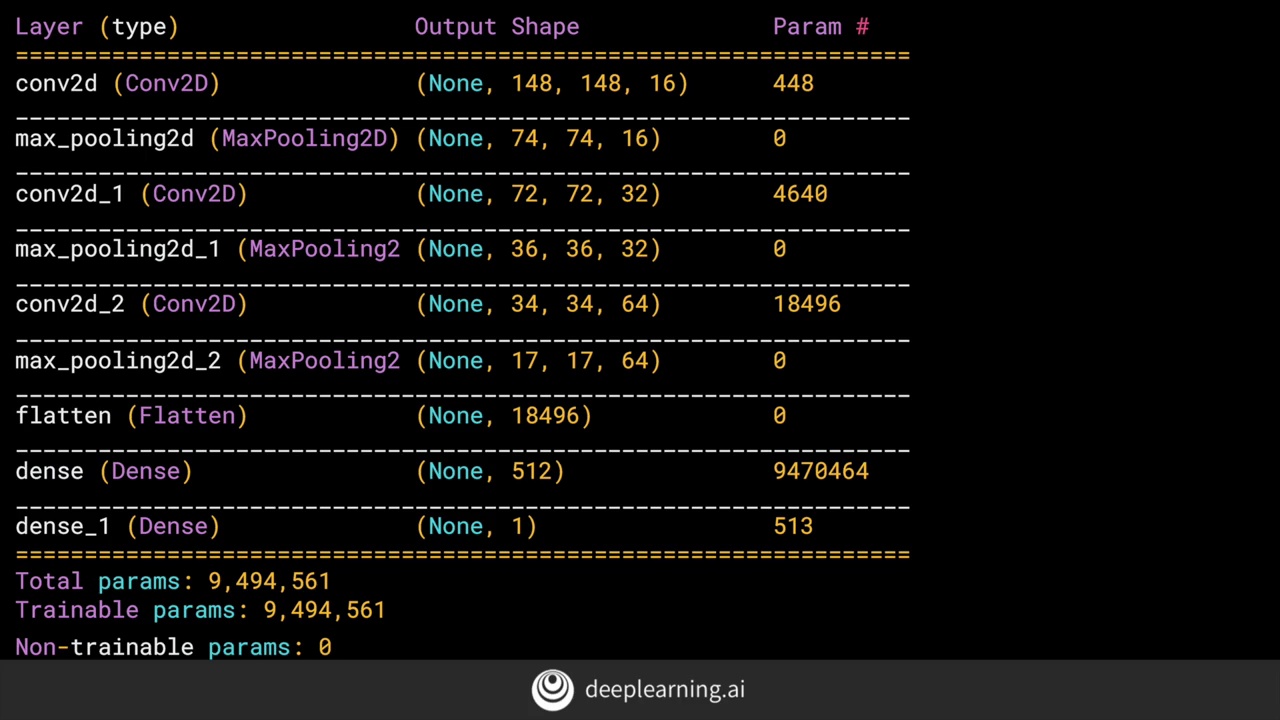 Layer (type) Output Shape Param #
=================================================================
conv2d (Conv2D) (None, 148, 148, 16) 448
_________________________________________________________________
max_pooling2d (MaxPooling2D) (None, 74, 74, 16) 0
_________________________________________________________________
conv2d_1 (Conv2D) (None, 72, 72, 32) 4640
_________________________________________________________________
max_pooling2d_1 (MaxPooling2 (None, 36, 36, 32) 0
_________________________________________________________________
conv2d_2 (Conv2D) (None, 34, 34, 64) 18496
_________________________________________________________________
max_pooling2d_2 (MaxPooling2 (None, 17, 17, 64) 0
_________________________________________________________________
flatten (Flatten) (None, 18496) 0
_________________________________________________________________
dense (Dense) (None, 512) 9470464
_________________________________________________________________
dense_1 (Dense) (None, 1) 513
=================================================================
Total params: 9,494,561
Trainable params: 9,494,561
Non-trainable params: 0
deeplearning.ai